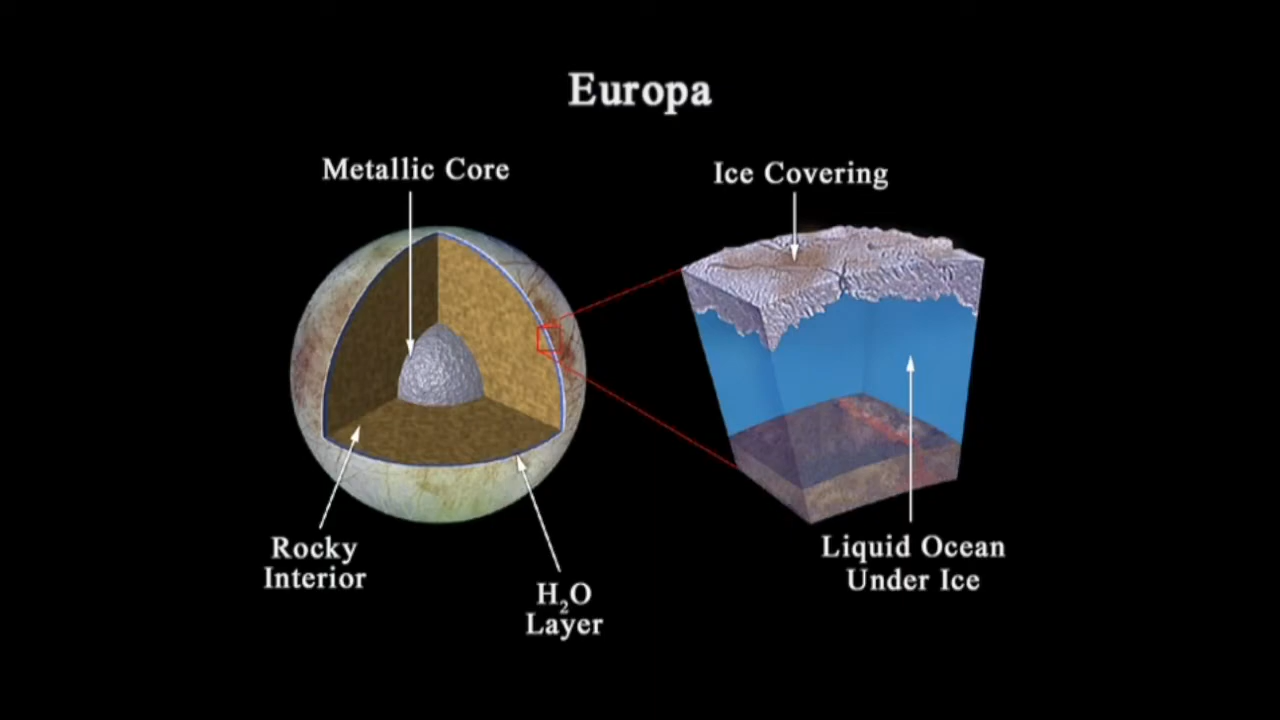 Europa
Metallic Core
Ice Covering
Rocky
Interior
H₂O
Layer
Liquid Ocean
Under Ice